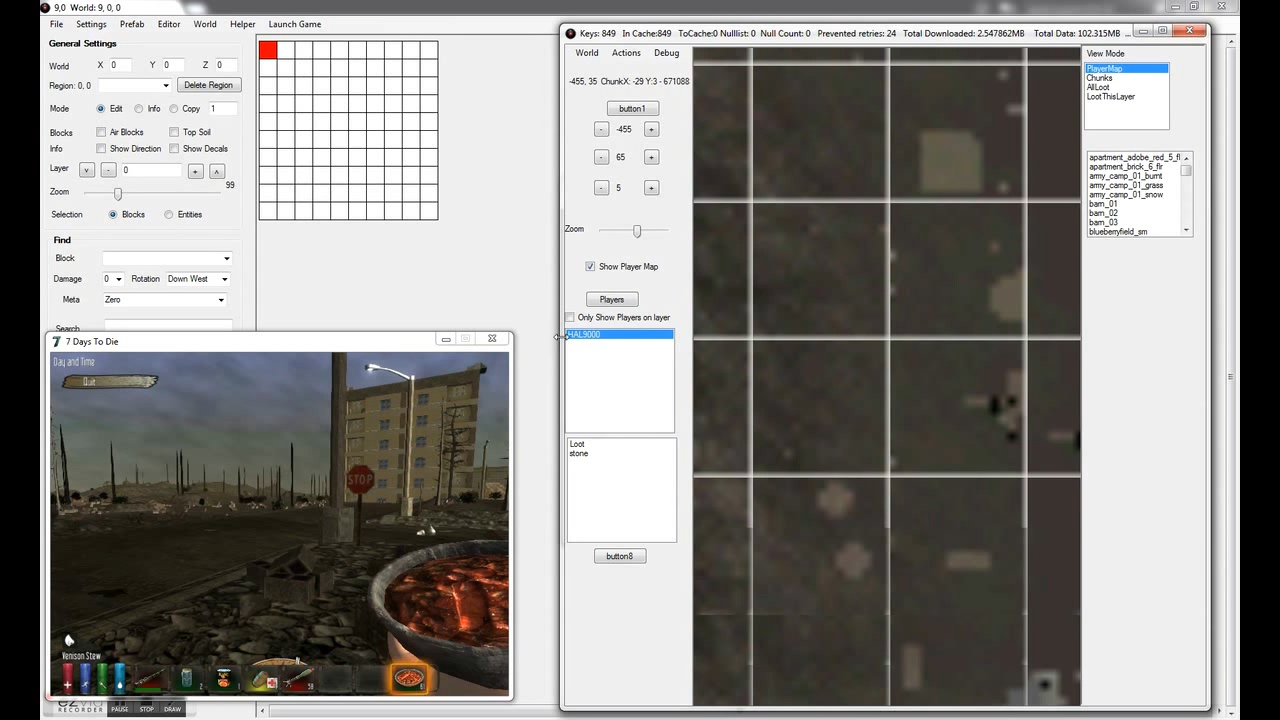 9,0 World: 9, 0, 0
File Settings Prefab Editor World Helper Launch Game
General Settings
World X 0 Y 0 Z 0
Region: 0, 0 Delete Region
Mode Edit Info Copy 1
Blocks Air Blocks Top Soil
Info Show Direction Show Decals
Layer v - 0 + ^
Zoom 99
Selection Blocks Entities
Find
Block
Damage 0 Rotation Down West
Meta Zero
Search
7 Days To Die
Day and Time
Quit
STOP
Venison Stew
RECORDER PAUSE STOP DRAW
Keys: 849 In Cache:849 ToCache:0 Nulllist: 0 Null Count: 0 Prevented retries: 24 Total Downloaded: 2.547862MB Total Data: 102.315MB ...
World Actions Debug
-455, 35 ChunkX: -29 Y:3 - 671088
button1
- -455 +
- 65 +
- 5 +
Zoom
Show Player Map
Players
Only Show Players on layer
HAL9000
Loot
stone
button8
View Mode
PlayerMap
Chunks
AllLoot
LootThisLayer
apartment_adobe_red_5_fl
apartment_brick_6_flr
army_camp_01_burnt
army_camp_01_grass
army_camp_01_snow
barn_01
barn_02
barn_03
blueberryfield_sm